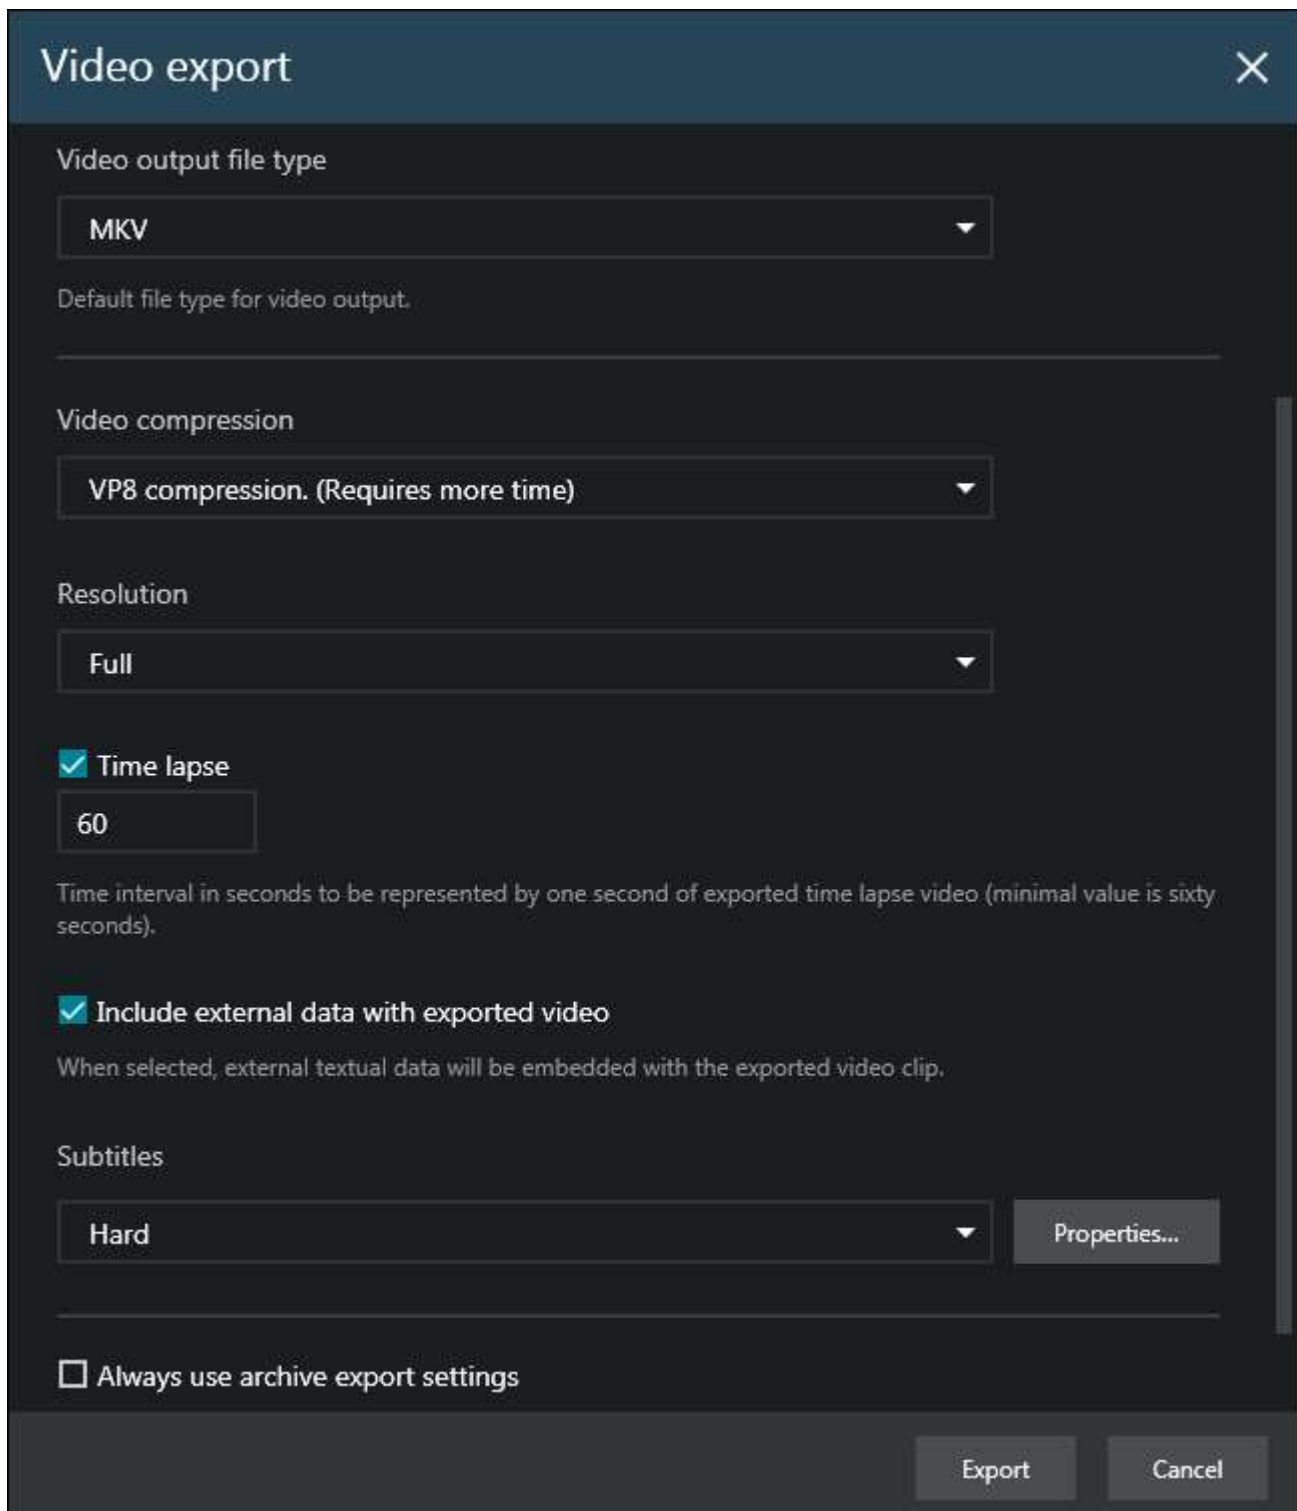 Video export
Video output file type
MKV
Default file type for video output.
Video compression
VP8 compression. (Requires more time)
Resolution
Full
Time lapse
60
Time interval in seconds to be represented by one second of exported time lapse video (minimal value is sixty
seconds).
Include external data with exported video
When selected, external textual data will be embedded with the exported video clip.
Subtitles
Hard
Properties...
Always use archive export settings
Export
Cancel